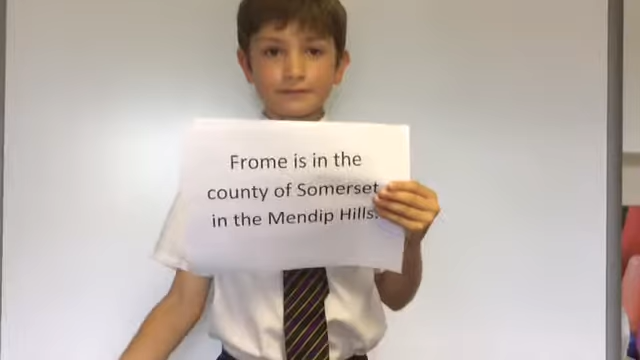 Frome is in the
county of Somerset
in the Mendip Hills.